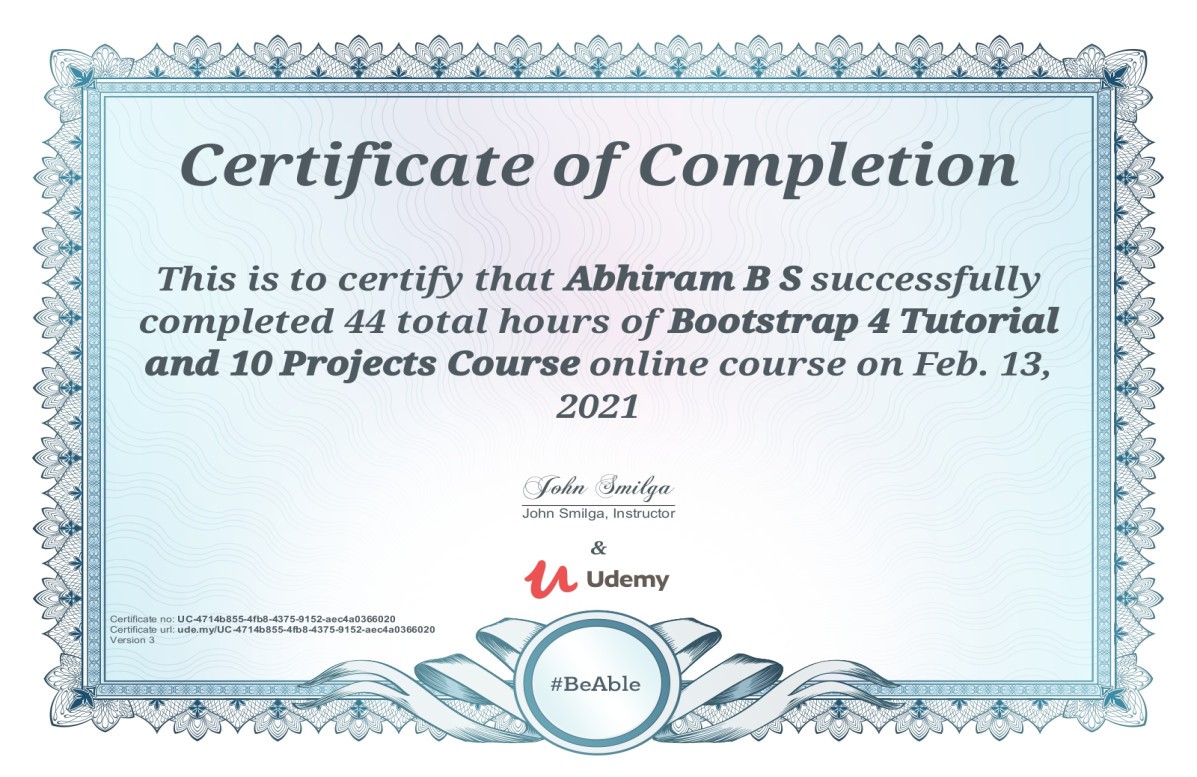 Certificate of Completion
This is to certify that Abhiram B S successfully
completed 44 total hours of Bootstrap 4 Tutorial
and 10 Projects Course online course on Feb. 13,
2021
John Smilga
John Smilga, Instructor
&
Udemy
Certificate no: UC-4714b855-4fb8-4375-9152-aec4a0366020
Certificate url: ude.my/UC-4714b855-4fb8-4375-9152-aec4a0366020
Version 3
#BeAble